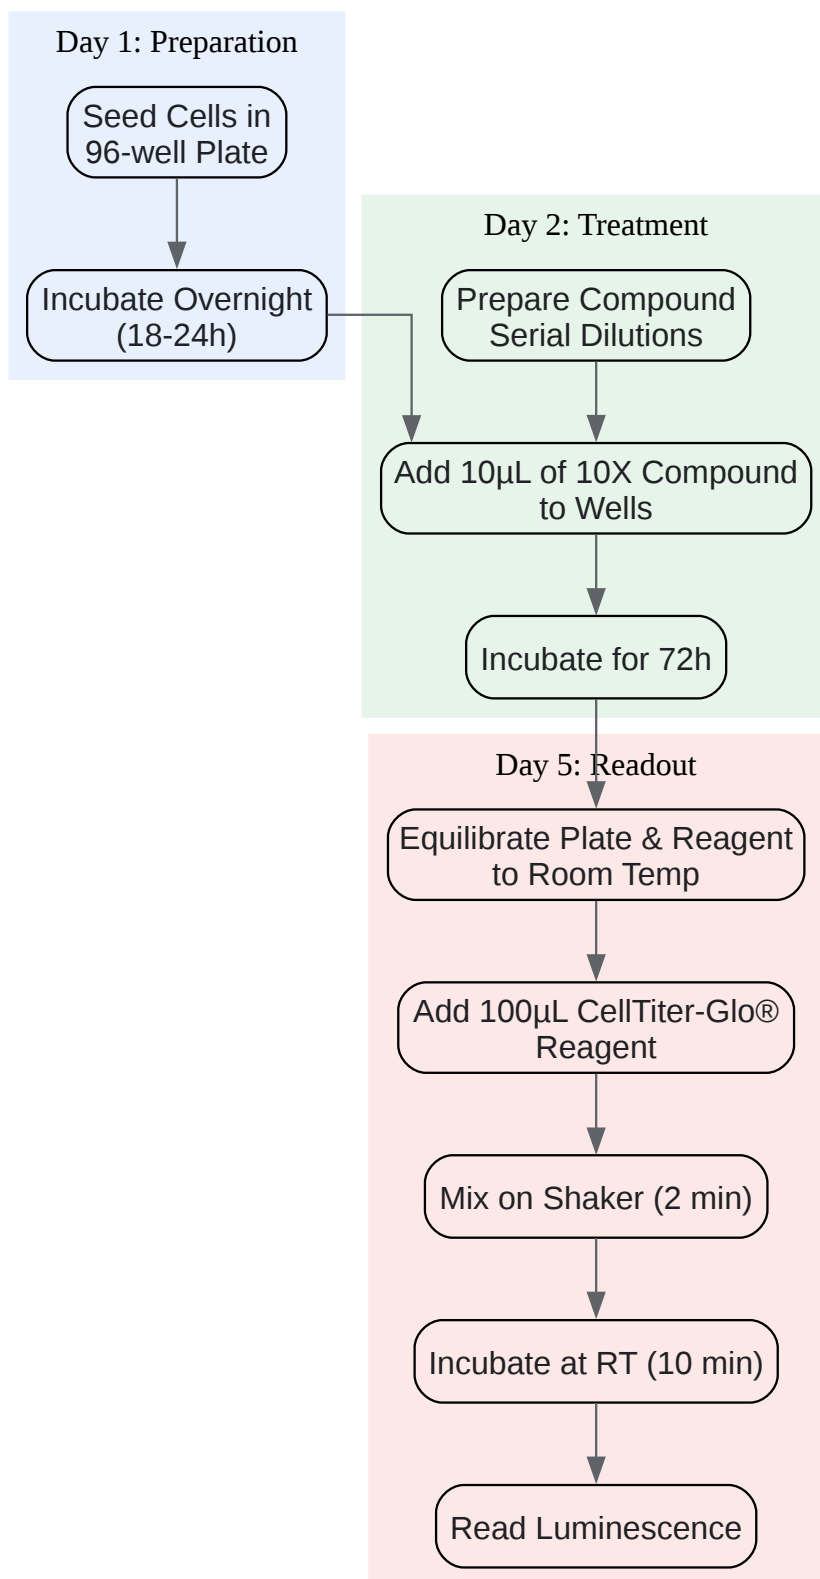 Day 1: Preparation
Seed Cells in
96-well Plate
Incubate Overnight
(18-24h)
Day 2: Treatment
Prepare Compound
Serial Dilutions
Add 10µL of 10X Compound
to Wells
Incubate for 72h
Day 5: Readout
Equilibrate Plate & Reagent
to Room Temp
Add 100µL CellTiter-Glo®
Reagent
Mix on Shaker (2 min)
Incubate at RT (10 min)
Read Luminescence